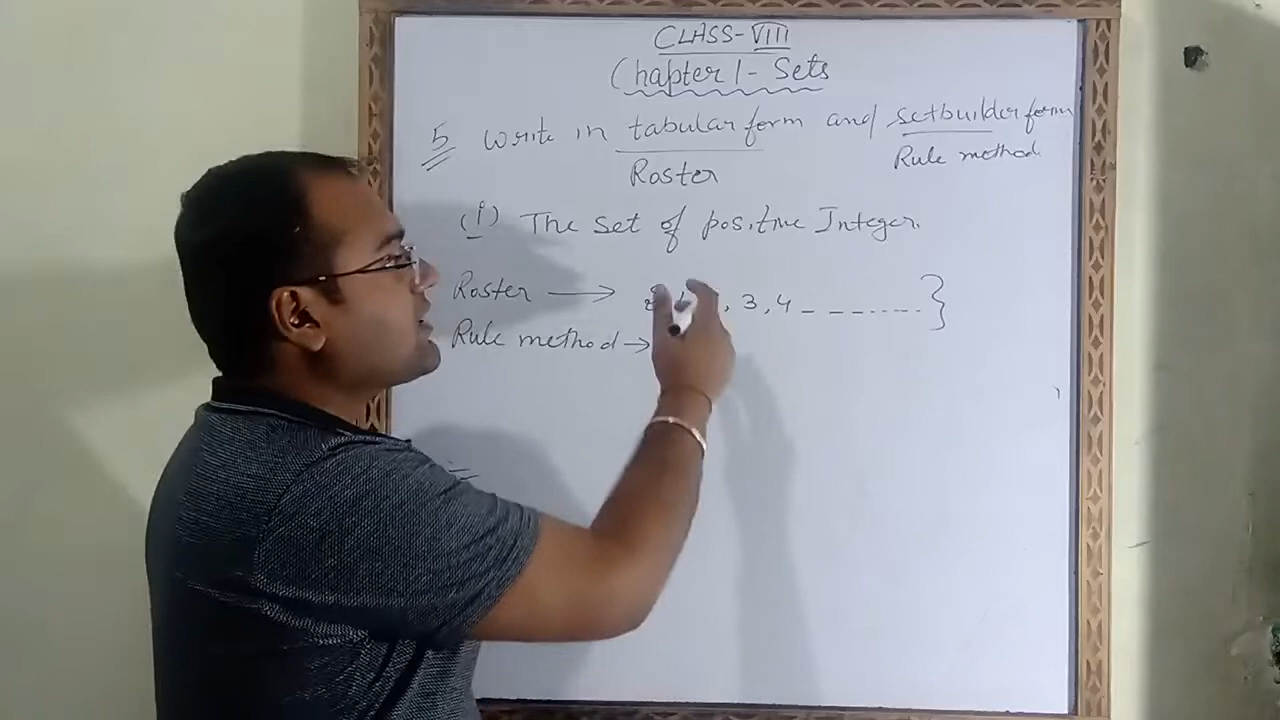 CLASS-VIII
Chapter 1 - Sets
5 Write in tabular form and setbuilder form
Roster Rule method
(i) The set of positive Integer.
Roster → , 3, 4 _ _ _ ...... }
Rule method →